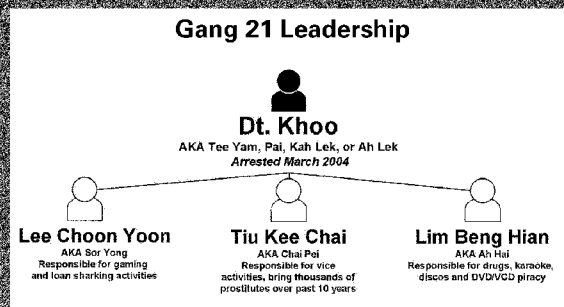 Gang 21 Leadership
Dt. Khoo
AKA Tee Yam, Pai, Kah Lek, or Ah Lek
Arrested March 2004
Lee Choon Yoon
AKA Sor Yong
Responsible for gaming
and loan sharking activities
Tiu Kee Chai
AKA Chai Pei
Responsible for vice
activities, bring thousands of
prostitutes over past 10 years
Lim Beng Hian
AKA Ah Hai
Responsible for drugs, karaoke,
discos and DVD/VCD piracy